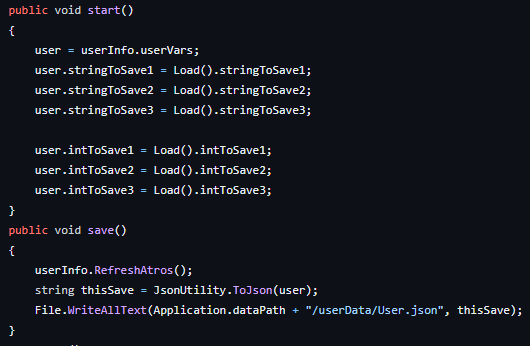 public void start()
{
    user = userInfo.userVars;
    user.stringToSave1 = Load().stringToSave1;
    user.stringToSave2 = Load().stringToSave2;
    user.stringToSave3 = Load().stringToSave3;

    user.intToSave1 = Load().intToSave1;
    user.intToSave2 = Load().intToSave2;
    user.intToSave3 = Load().intToSave3;
}
public void save()
{
    userInfo.RefreshAtros();
    string thisSave = JsonUtility.ToJson(user);
    File.WriteAllText(Application.dataPath + "/userData/User.json", thisSave);
}